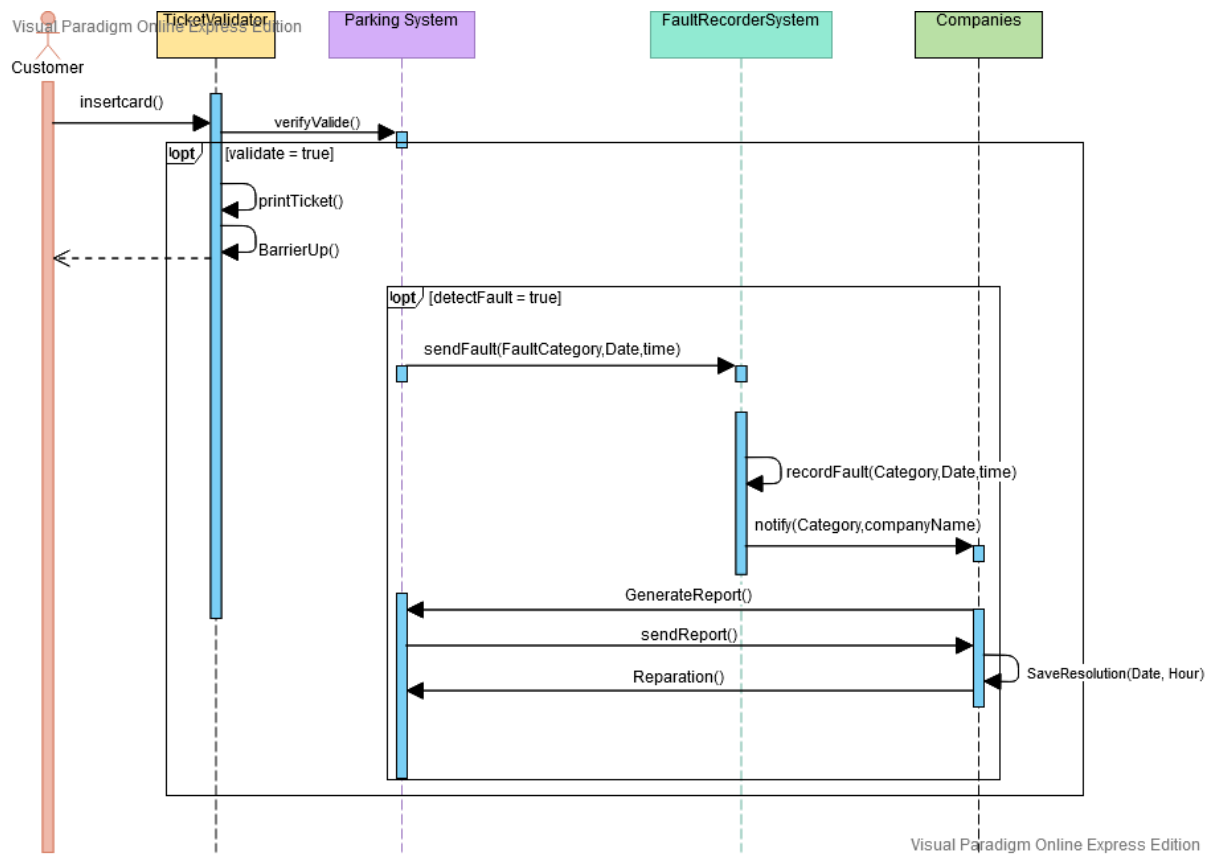 Visual Paradigm Online Express Edition
TicketValidator
Parking System
FaultRecorderSystem
Companies
Customer
insertcard()
verifyValide()
opt [validate = true]
printTicket()
BarrierUp()
opt [detectFault = true]
sendFault(FaultCategory,Date,time)
recordFault(Category,Date,time)
notify(Category,companyName)
GenerateReport()
sendReport()
SaveResolution(Date, Hour)
Reparation()
Visual Paradigm Online Express Edition